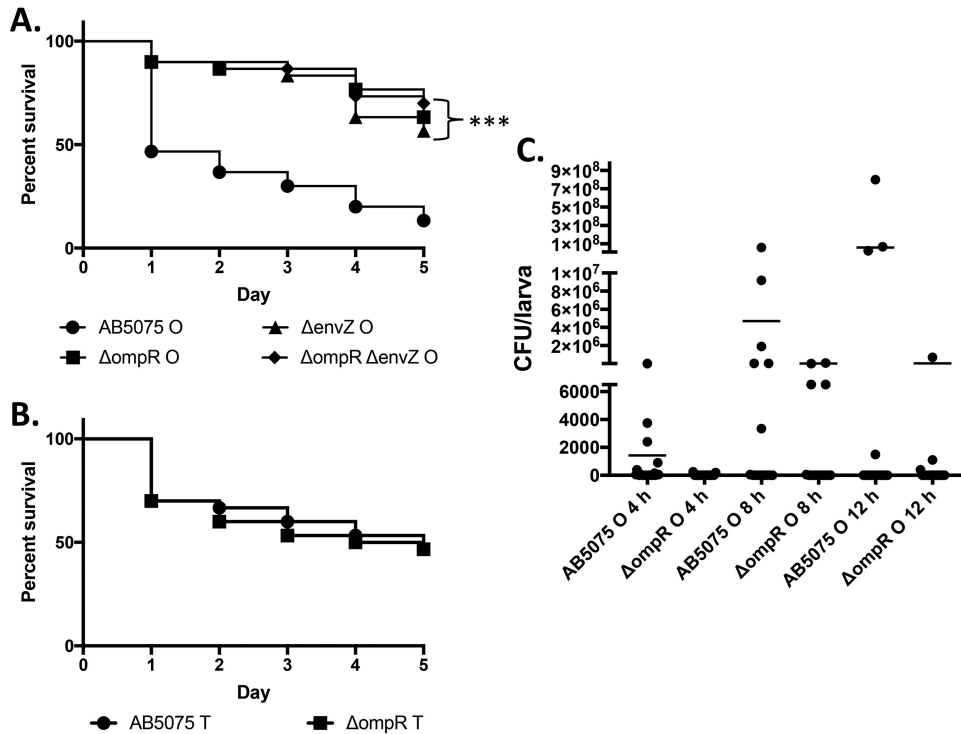 A.
Percent survival
100
50
0
0 1 2 3 4 5
Day
***
AB5075 O
ΔenvZ O
ΔompR O
ΔompR ΔenvZ O
B.
Percent survival
100
50
0
0 1 2 3 4 5
Day
AB5075 T
ΔompR T
C.
CFU/larva
9×10⁸
7×10⁸
5×10⁸
3×10⁸
1×10⁸
1×10⁷
8×10⁶
6×10⁶
4×10⁶
2×10⁶
6000
4000
2000
0
AB5075 O 4 h
ΔompR O 4 h
AB5075 O 8 h
ΔompR O 8 h
AB5075 O 12 h
ΔompR O 12 h